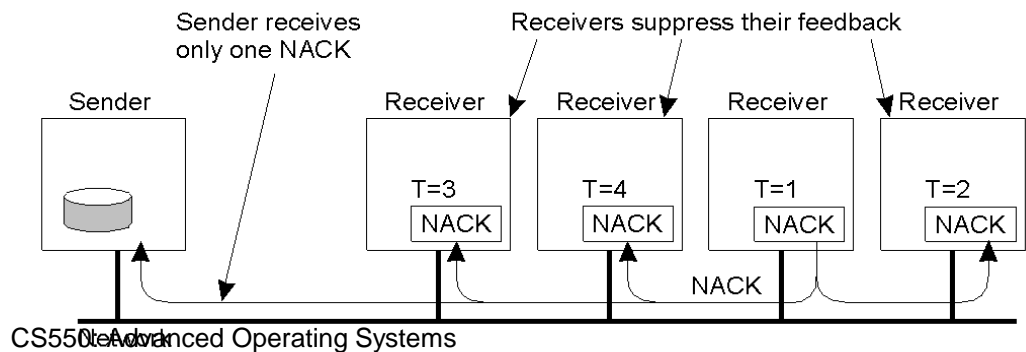 Sender receives
only one NACK
Receivers suppress their feedback
Sender
Receiver
Receiver
Receiver
Receiver
T=3
NACK
T=4
NACK
T=1
NACK
T=2
NACK
NACK
Advanced Operating Systems